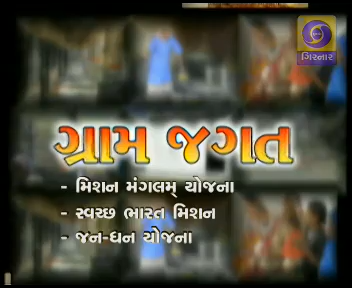 ગિરનાર
ગ્રામ જગત
- મિશન મંગલમ્ યોજના
- સ્વચ્છ ભારત મિશન
- જન-ધન યોજના